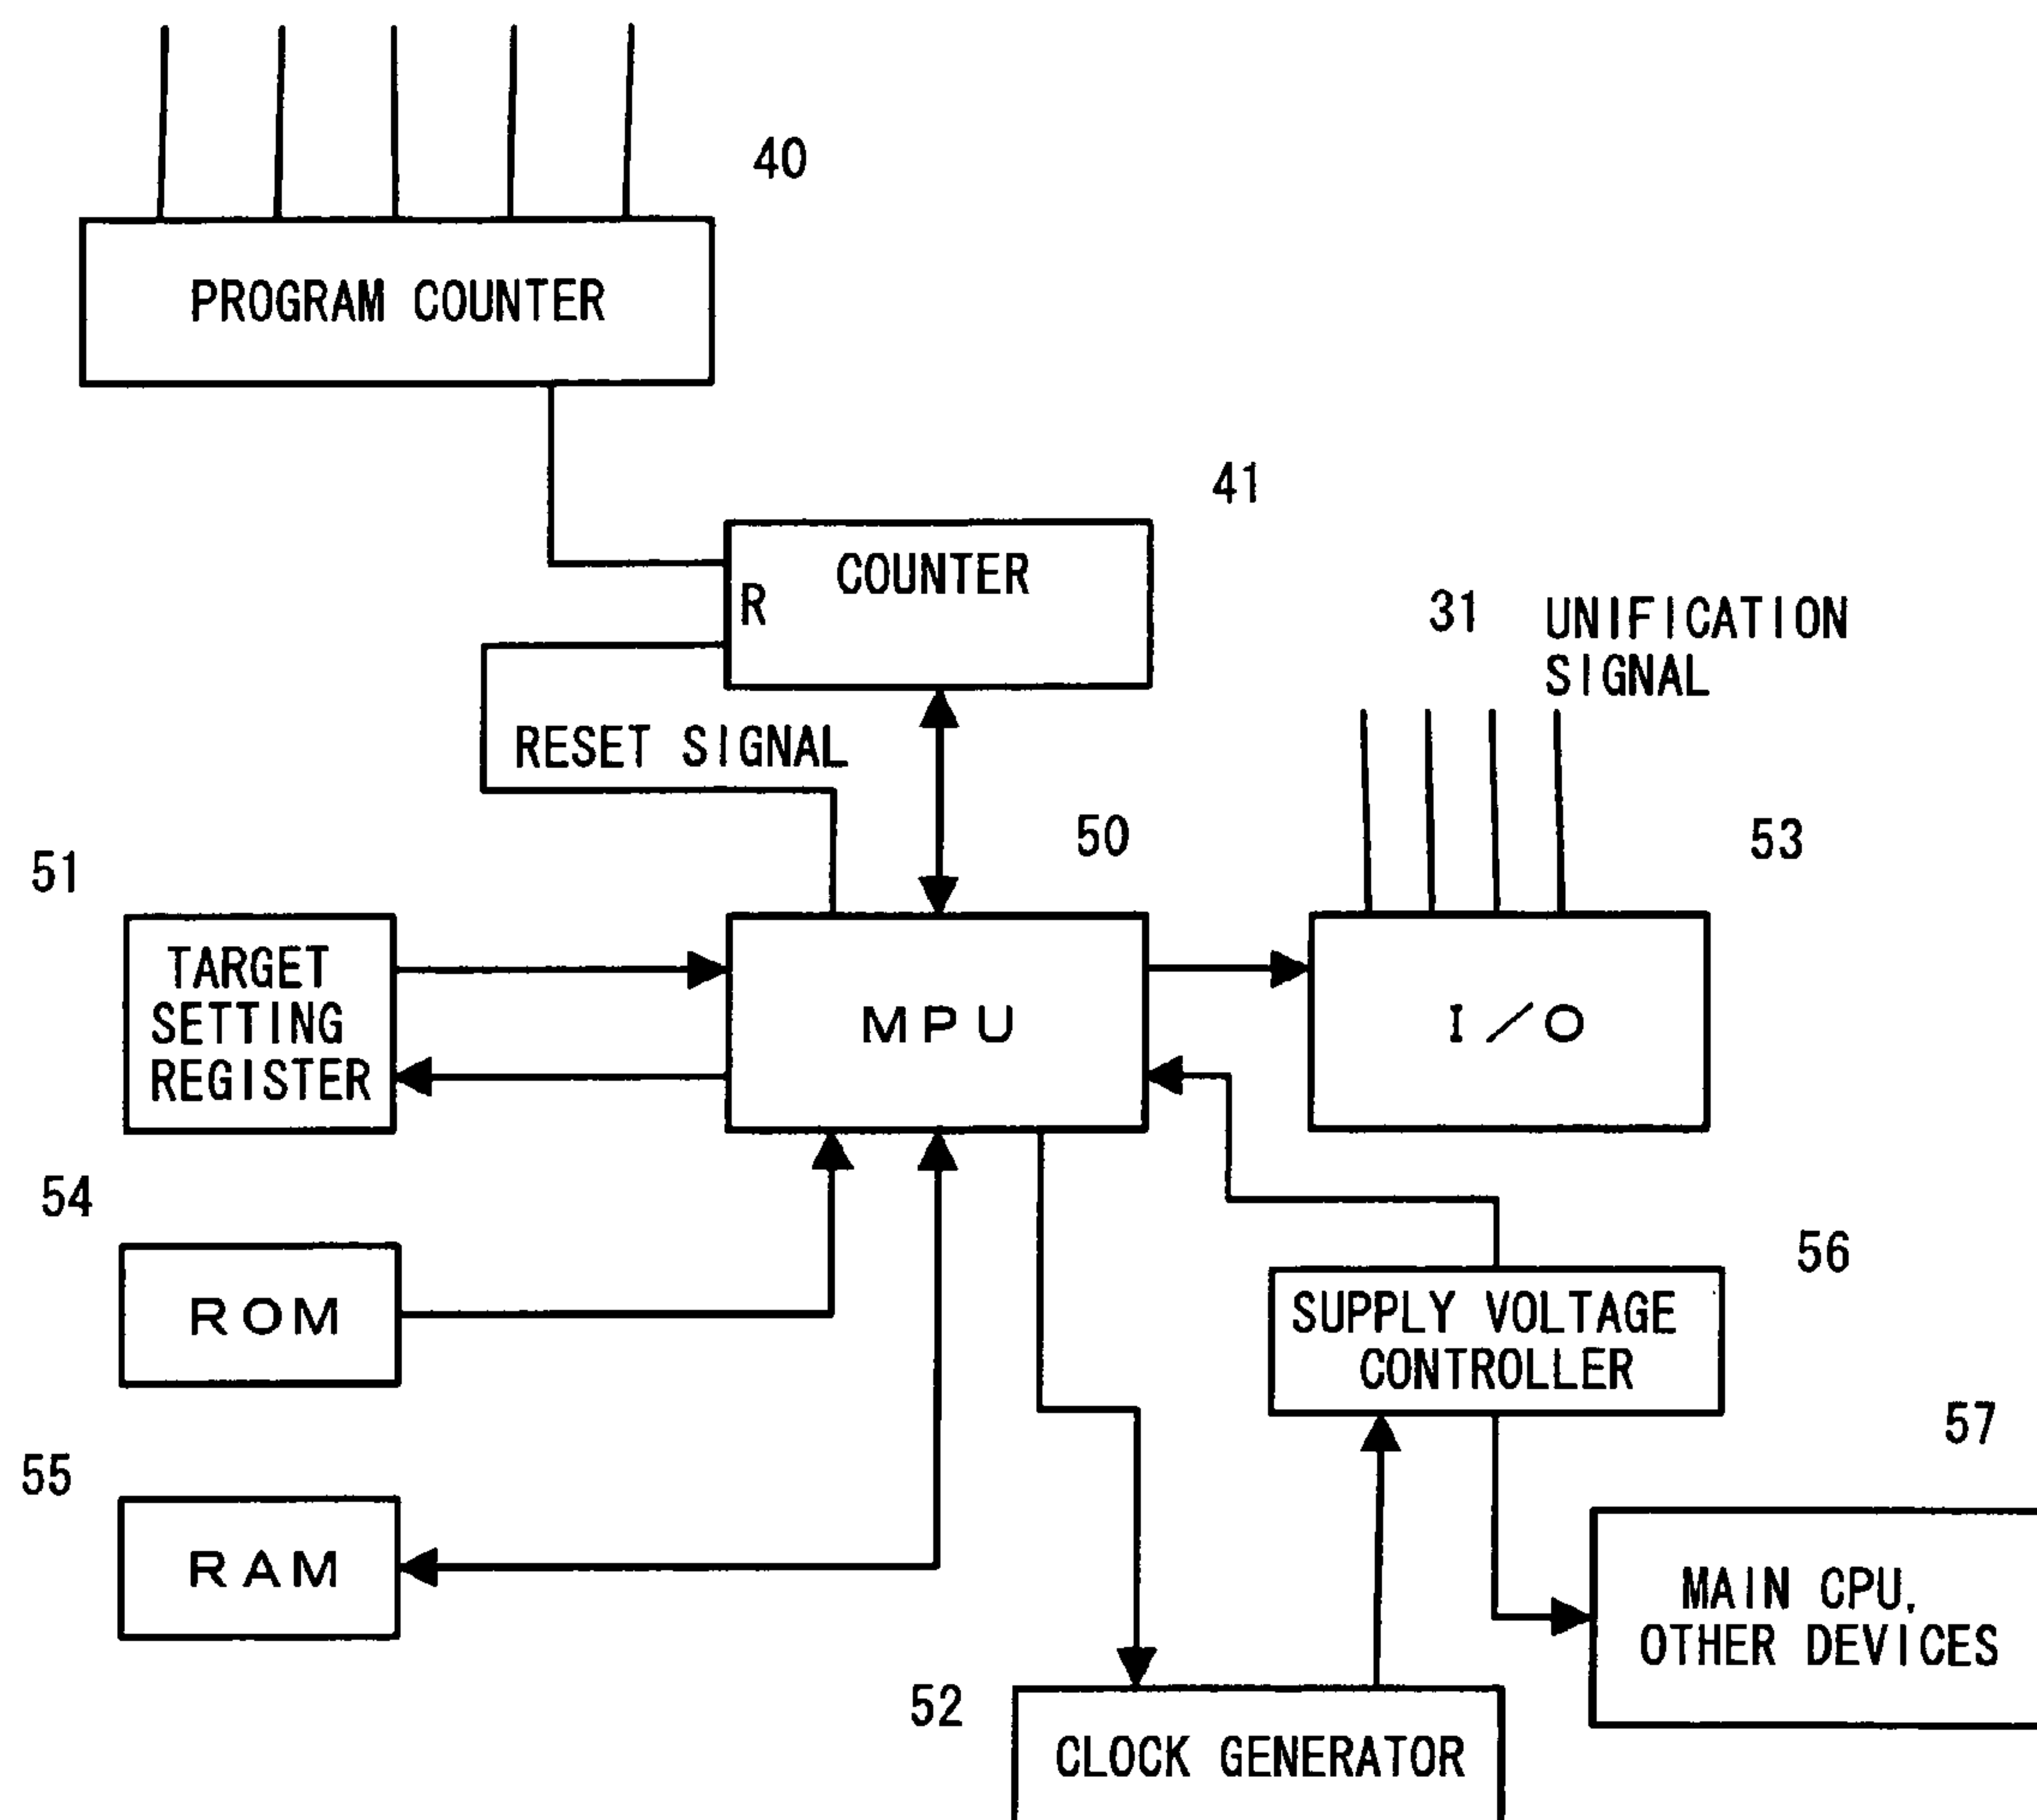 40
PROGRAM COUNTER
41
COUNTER
R
31
UNIFICATION
SIGNAL
RESET SIGNAL
50
53
51
TARGET
SETTING
REGISTER
MPU
I/O
54
56
ROM
SUPPLY VOLTAGE
CONTROLLER
57
55
RAM
MAIN CPU,
OTHER DEVICES
52
CLOCK GENERATOR